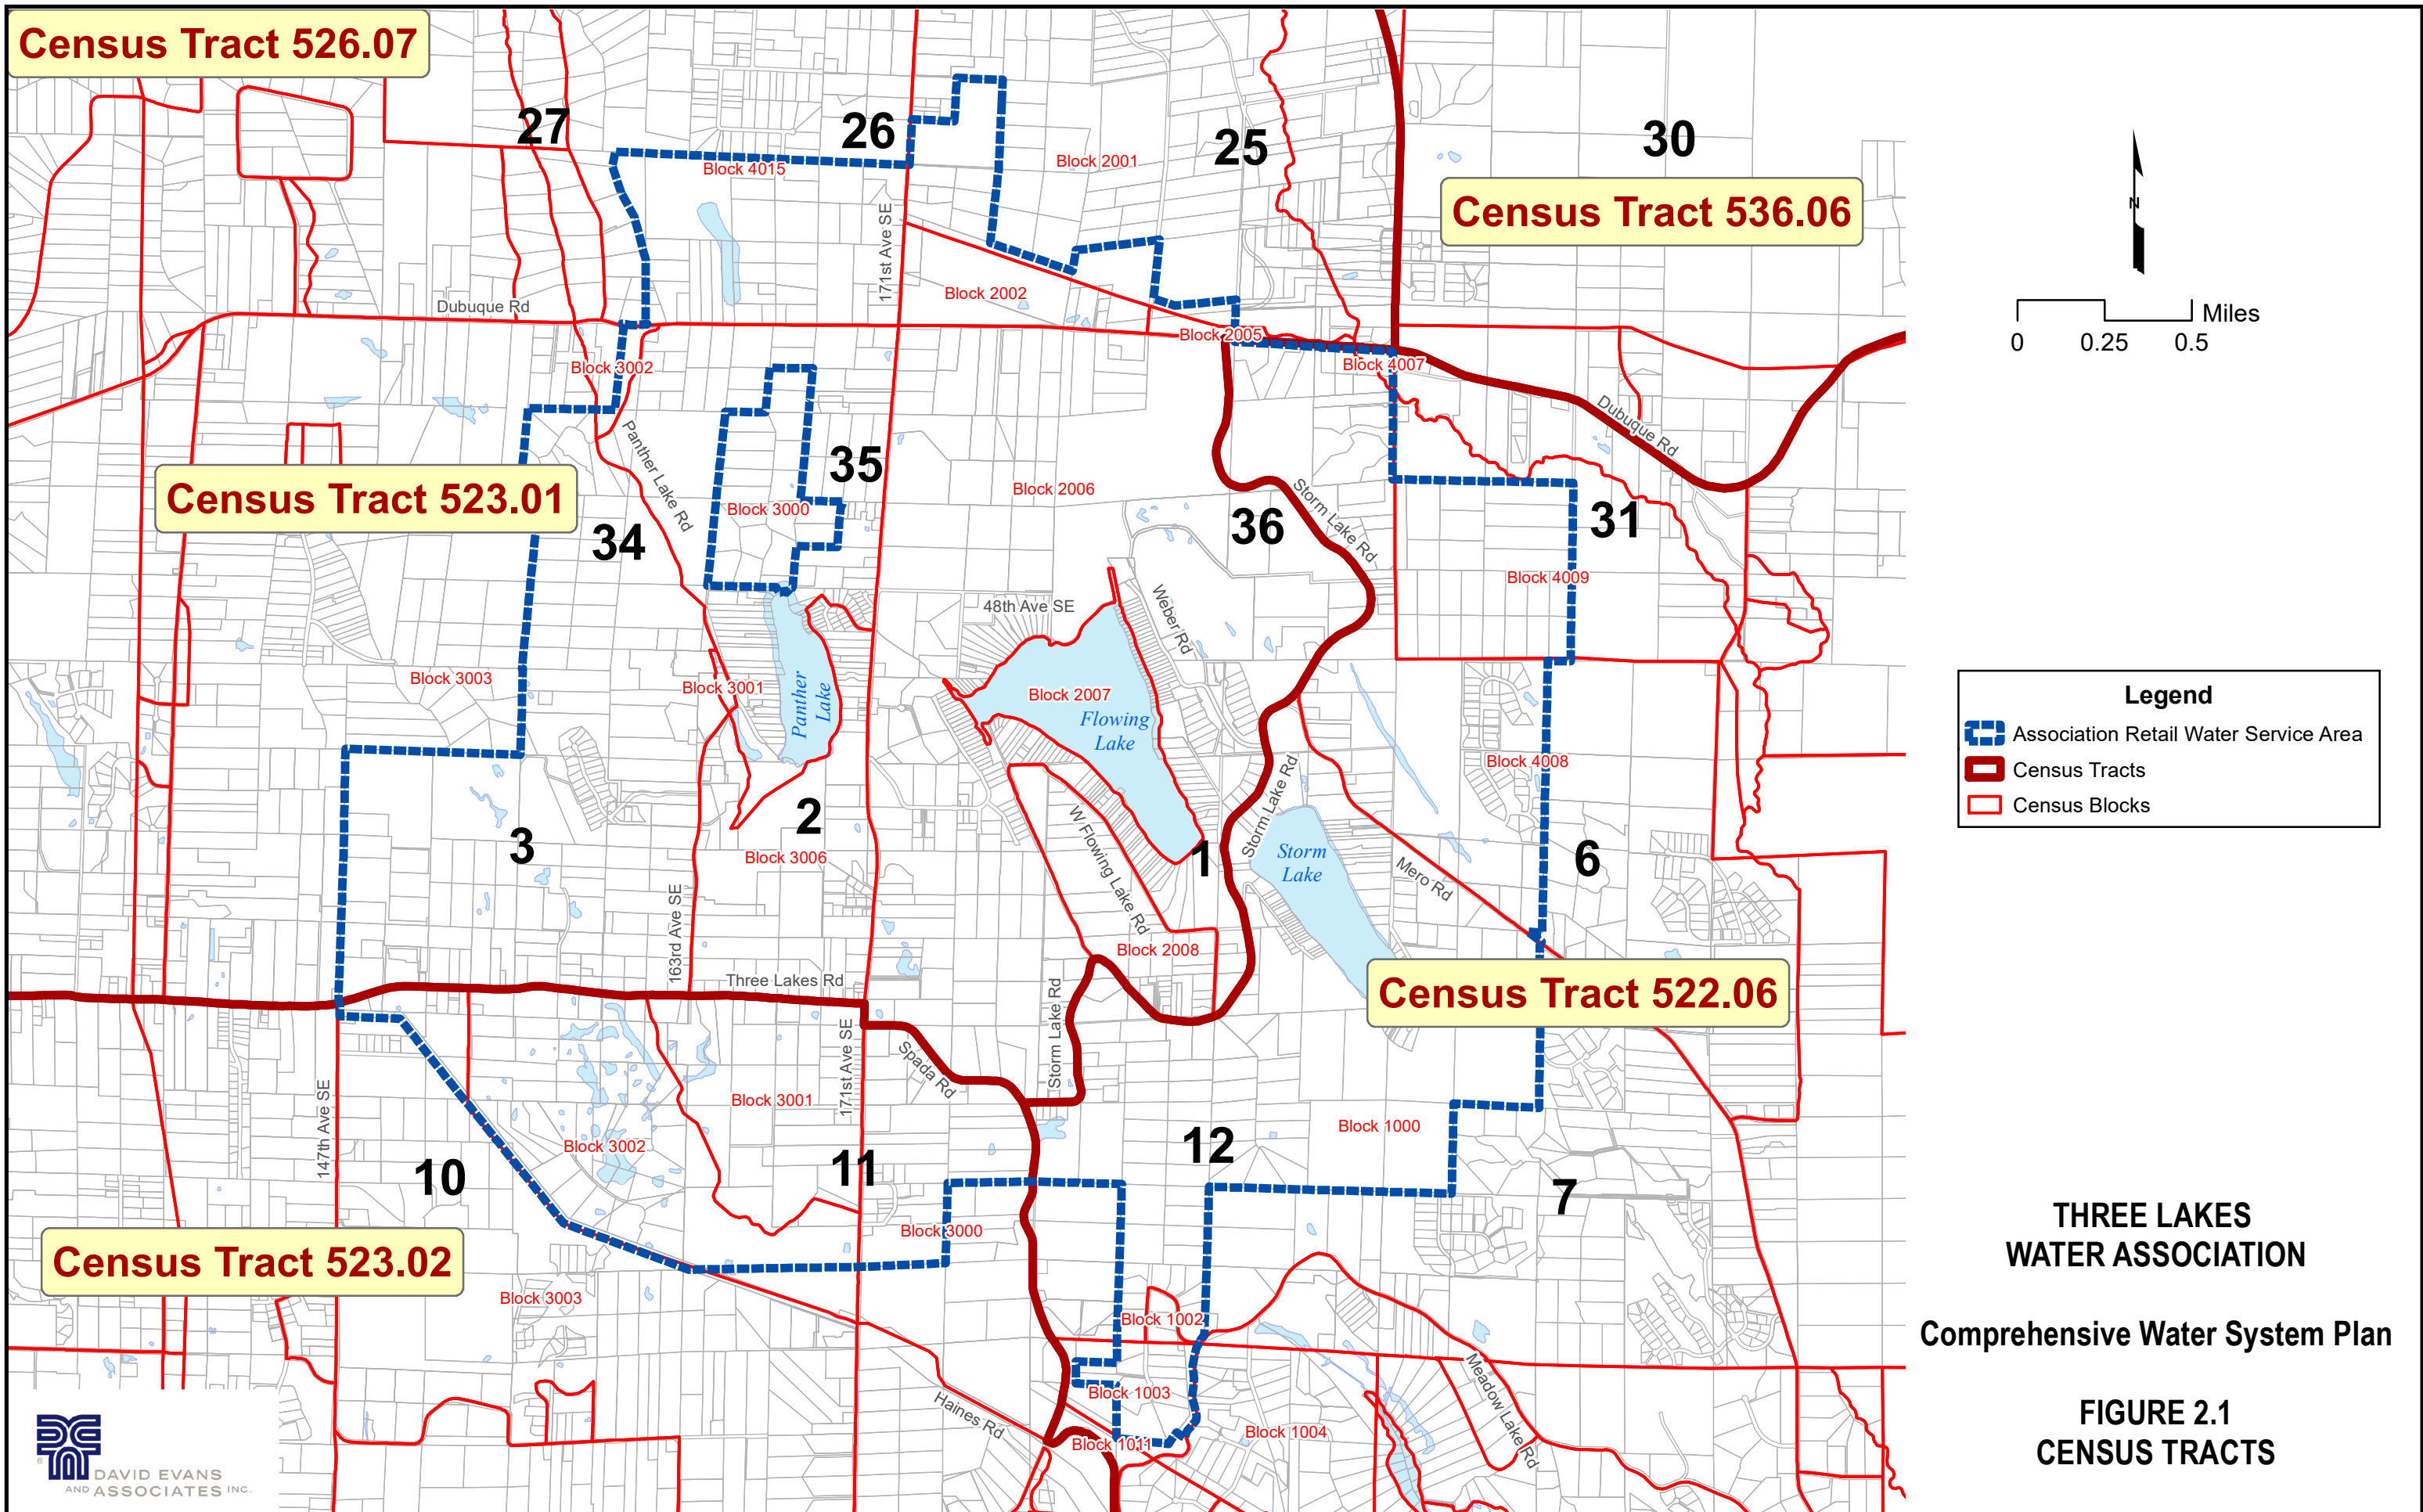 Census Tract 526.07
27
26
25
30
Block 4015
Block 2001
Census Tract 536.06
N
171st Ave SE
Block 2002
Dubuque Rd
Block 2005
Miles
0
0.25
0.5
Block 3002
Block 4007
Dubuque Rd
Panther Lake Rd
35
Census Tract 523.01
Block 2006
Storm Lake Rd
Block 3000
34
36
31
Block 4009
48th Ave SE
Weber Rd
Block 3003
Block 3001
Panther
Lake
Block 2007
Flowing
Lake
Legend
Association Retail Water Service Area
Census Tracts
Census Blocks
Block 4008
Storm Lake Rd
2
3
Block 3006
W Flowing Lake Rd
1
Storm
Lake
Mero Rd
6
163rd Ave SE
Block 2008
Three Lakes Rd
Census Tract 522.06
Storm Lake Rd
171st Ave SE
Spada Rd
Block 3001
147th Ave SE
Block 3002
Block 1000
10
11
12
7
Block 3000
Census Tract 523.02
Block 3003
Block 1002
THREE LAKES
WATER ASSOCIATION
Comprehensive Water System Plan
Block 1003
Meadow Lake Rd
Haines Rd
Block 1011
Block 1004
FIGURE 2.1
CENSUS TRACTS
DAVID EVANS
AND ASSOCIATES INC.